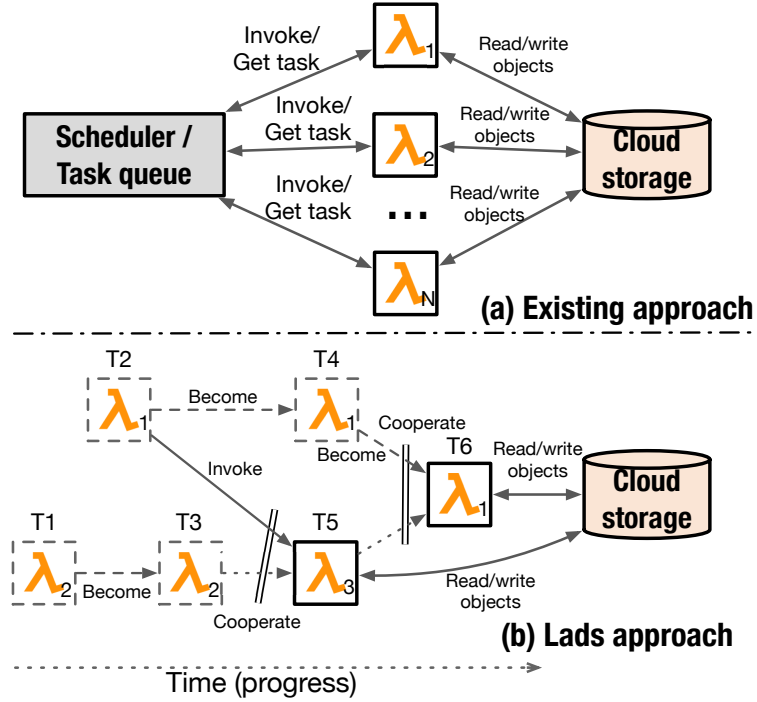 Invoke/
Get task
λ1
Read/write
objects
Scheduler /
Task queue
Invoke/
Get task
λ2
Read/write
objects
Cloud
storage
Invoke/
Get task
...
Read/write
objects
λN
(a) Existing approach
T2
T4
λ1
Become
λ1
Cooperate
Become
T6
λ1
Read/write
objects
Cloud
storage
Invoke
T1
T3
T5
λ2
Become
λ2
Cooperate
λ3
Read/write
objects
(b) Lads approach
Time (progress)